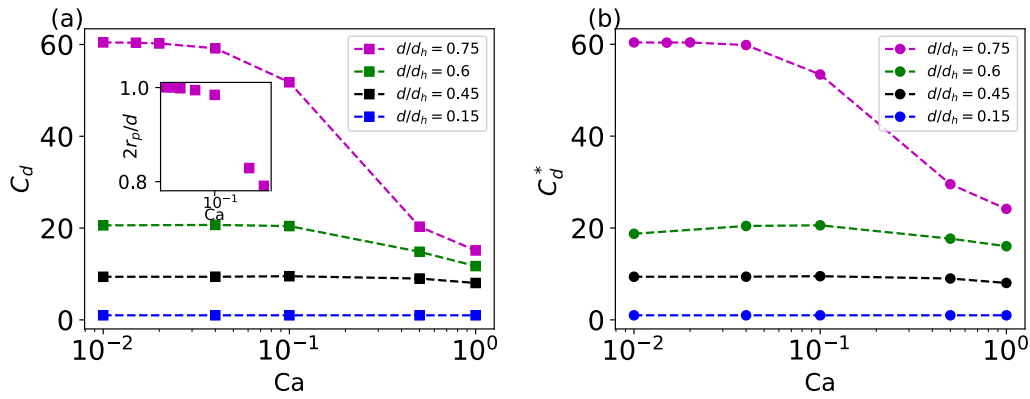 (a)
60
40
20
0
C_d
10^{-2}
10^{-1}
10^0
Ca
d/d_h = 0.75
d/d_h = 0.6
d/d_h = 0.45
d/d_h = 0.15
1.0
0.8
2r_p/d
10^{-1}
Ca
(b)
60
40
20
0
C_d^*
10^{-2}
10^{-1}
10^0
Ca
d/d_h = 0.75
d/d_h = 0.6
d/d_h = 0.45
d/d_h = 0.15